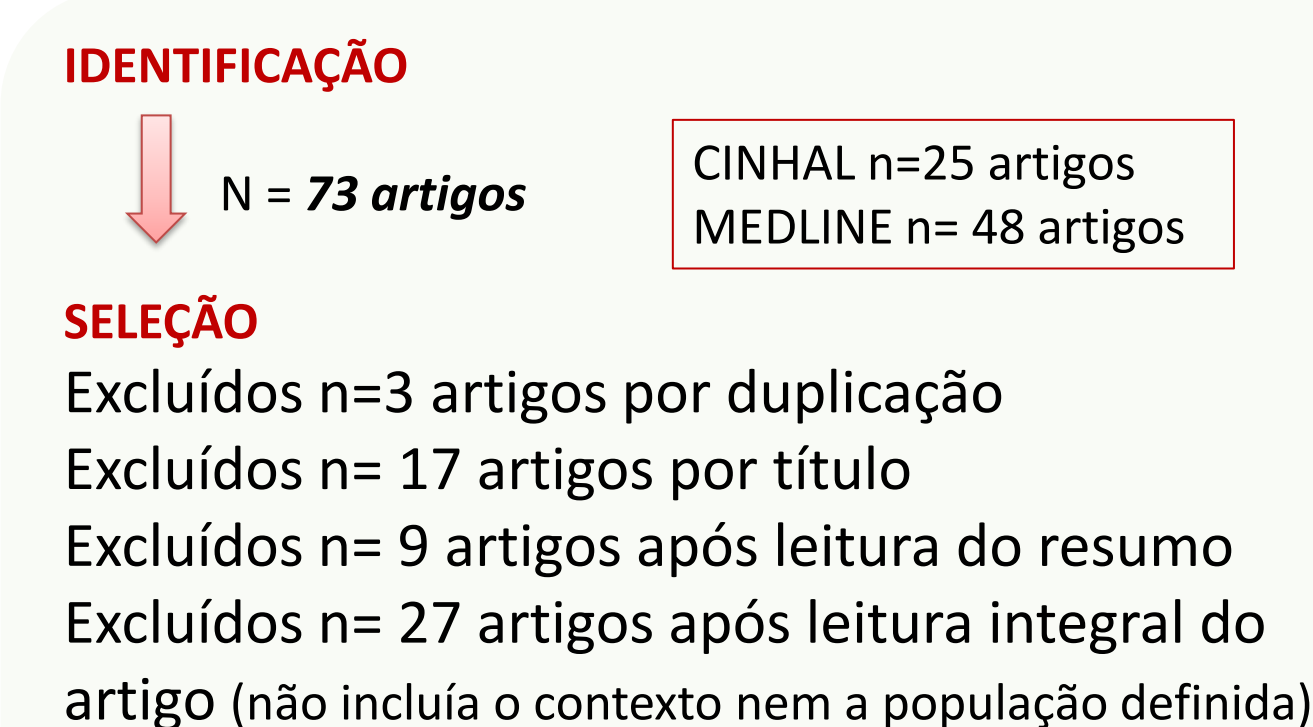 IDENTIFICAÇÃO
N = 73 artigos
CINHAL n=25 artigos
MEDLINE n= 48 artigos
SELEÇÃO
Excluídos n=3 artigos por duplicação
Excluídos n= 17 artigos por título
Excluídos n= 9 artigos após leitura do resumo
Excluídos n= 27 artigos após leitura integral do
artigo (não incluía o contexto nem a população definida)